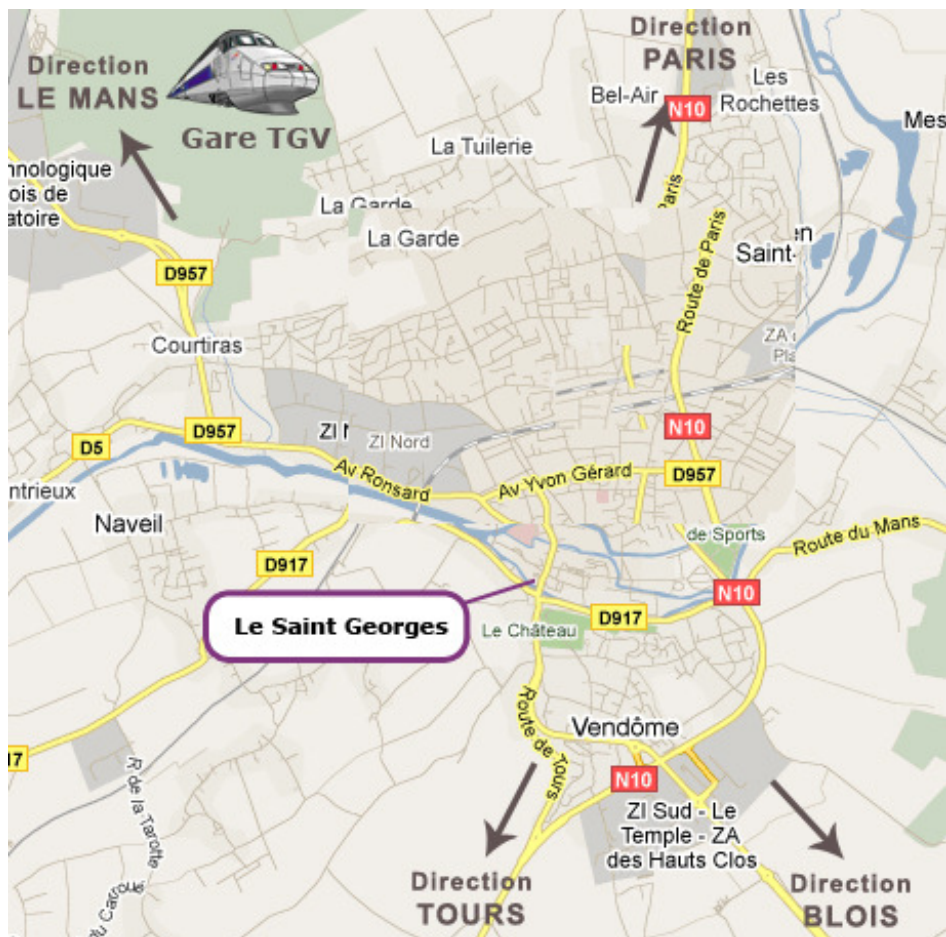 Direction
LE MANS
Gare TGV
Direction
PARIS
Bel-Air
N10
Les
Rochettes
La Tuilerie
Mes
hnologique
ois de
atoire
La Garde
Paris
La Garde
Route de Paris
Saint-
D957
Courtiras
ZA
Pla
D957
N10
D5
ZI N
ZI Nord
Av Ronsard
Av Yvon Gérard
D957
ntrieux
Naveil
de Sports
Route du Mans
D917
N10
Le Saint Georges
D917
Le Château
Route de Tours
Vendôme
17
N10
R de la Tarotte
ZI Sud - Le
Temple - ZA
des Hauts Clos
Direction
TOURS
Direction
BLOIS